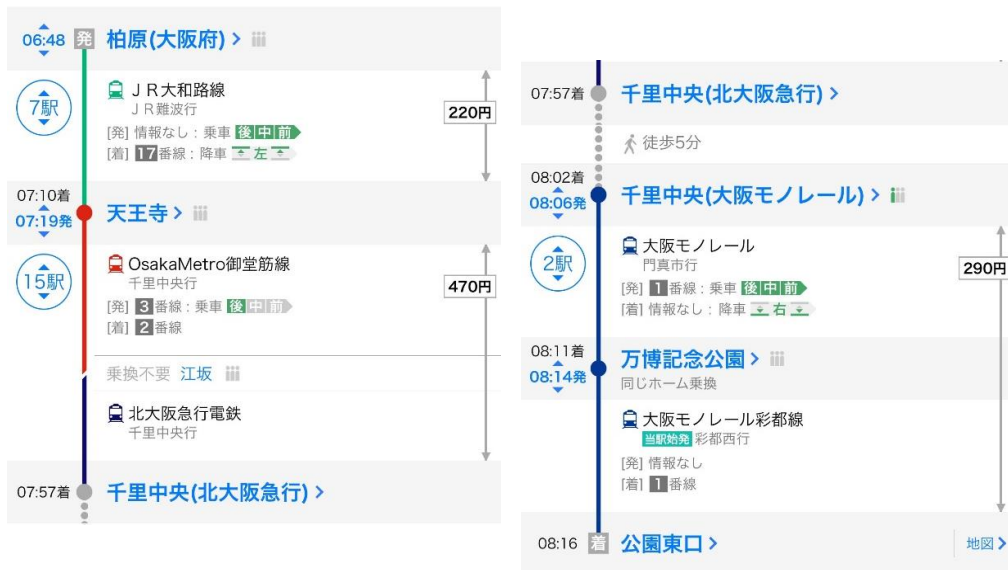 06:48 発 柏原(大阪府)
7駅
JR大和路線
JR難波行
[発] 情報なし : 乗車 後 中 前
[着] 17番線 : 降車 左
220円
07:10着
07:19発
天王寺
15駅
OsakaMetro御堂筋線
千里中央行
[発] 3番線 : 乗車 後 中 前
[着] 2番線
470円
乗換不要 江坂
北大阪急行電鉄
千里中央行
07:57着 千里中央(北大阪急行)
07:57着 千里中央(北大阪急行)
徒歩5分
08:02着
08:06発
千里中央(大阪モノレール)
2駅
大阪モノレール
門真市行
[発] 1番線 : 乗車 後 中 前
[着] 情報なし : 降車 右
290円
08:11着
08:14発
万博記念公園
同じホーム乗換
大阪モノレール彩都線
当駅始発 彩都西行
[発] 情報なし
[着] 1番線
08:16 着 公園東口
地図